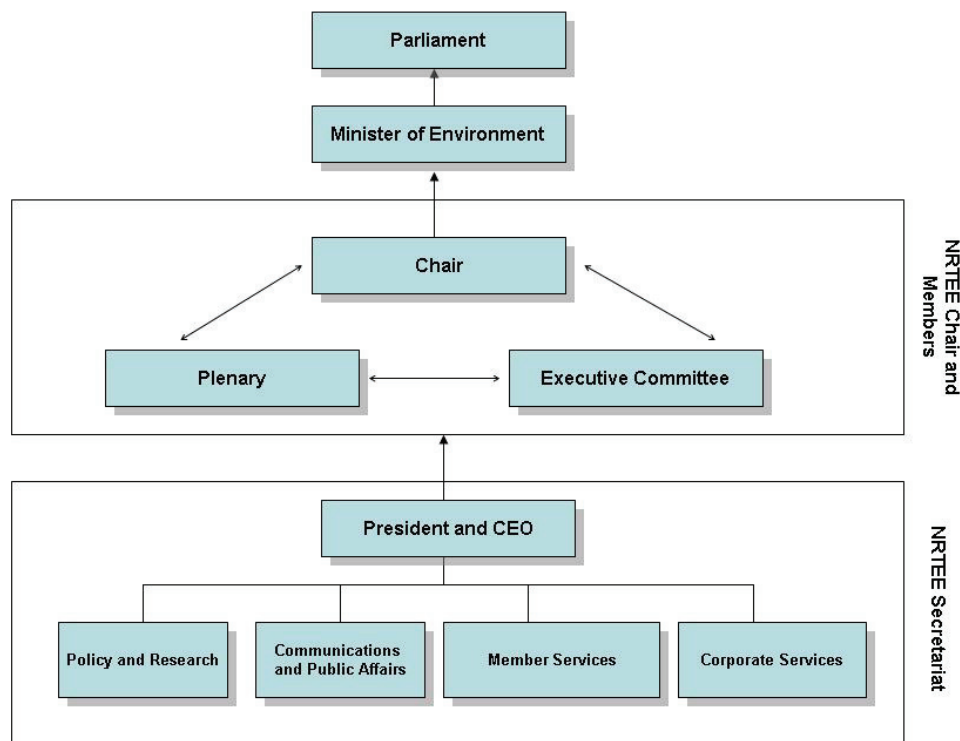 Parliament
Minister of Environment
Chair
Plenary
Executive Committee
NRTEE Chair and
Members
President and CEO
Policy and Research
Communications
and Public Affairs
Member Services
Corporate Services
NRTEE Secretariat